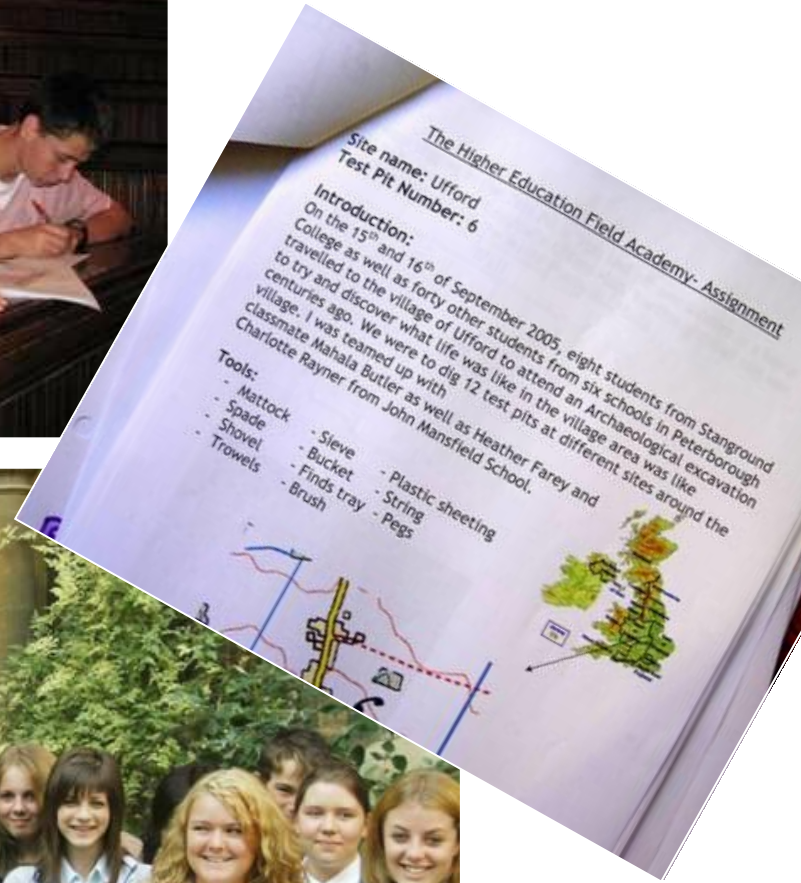 The Higher Education Field Academy- Assignment
Site name: Ufford
Test Pit Number: 6
Introduction:
On the 15th and 16th of September 2005, eight students from Stanground
College as well as forty other students from six schools in Peterborough
travelled to the village of Ufford to attend an Archaeological excavation
to try and discover what life was like in the village area was like
centuries ago. We were to dig 12 test pits at different sites around the
village. I was teamed up with
classmate Mahala Butler as well as Heather Farey and
Charlotte Rayner from John Mansfield School.
Tools:
- Mattock - Sieve - Plastic sheeting
- Spade - Bucket - String
- Shovel - Finds tray - Pegs
- Trowels - Brush